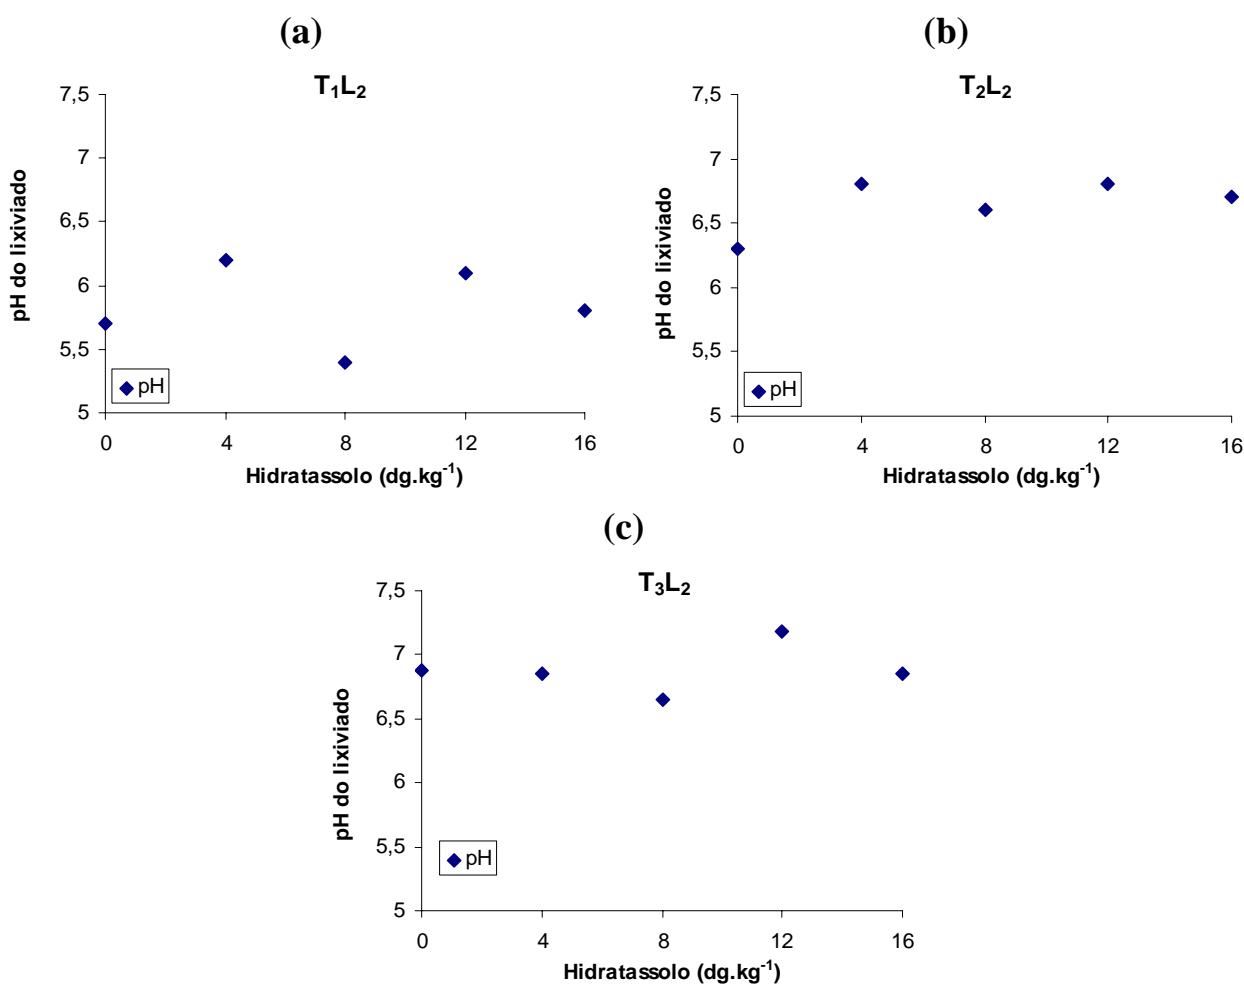 (a)
T₁L₂
7,5
7
6,5
6
5,5
5
pH do lixiviado
pH
0 4 8 12 16
Hidratassolo (dg.kg⁻¹)
(b)
T₂L₂
7,5
7
6,5
6
5,5
5
pH do lixiviado
pH
0 4 8 12 16
Hidratassolo (dg.kg⁻¹)
(c)
T₃L₂
7,5
7
6,5
6
5,5
5
pH do lixiviado
pH
0 4 8 12 16
Hidratassolo (dg.kg⁻¹)